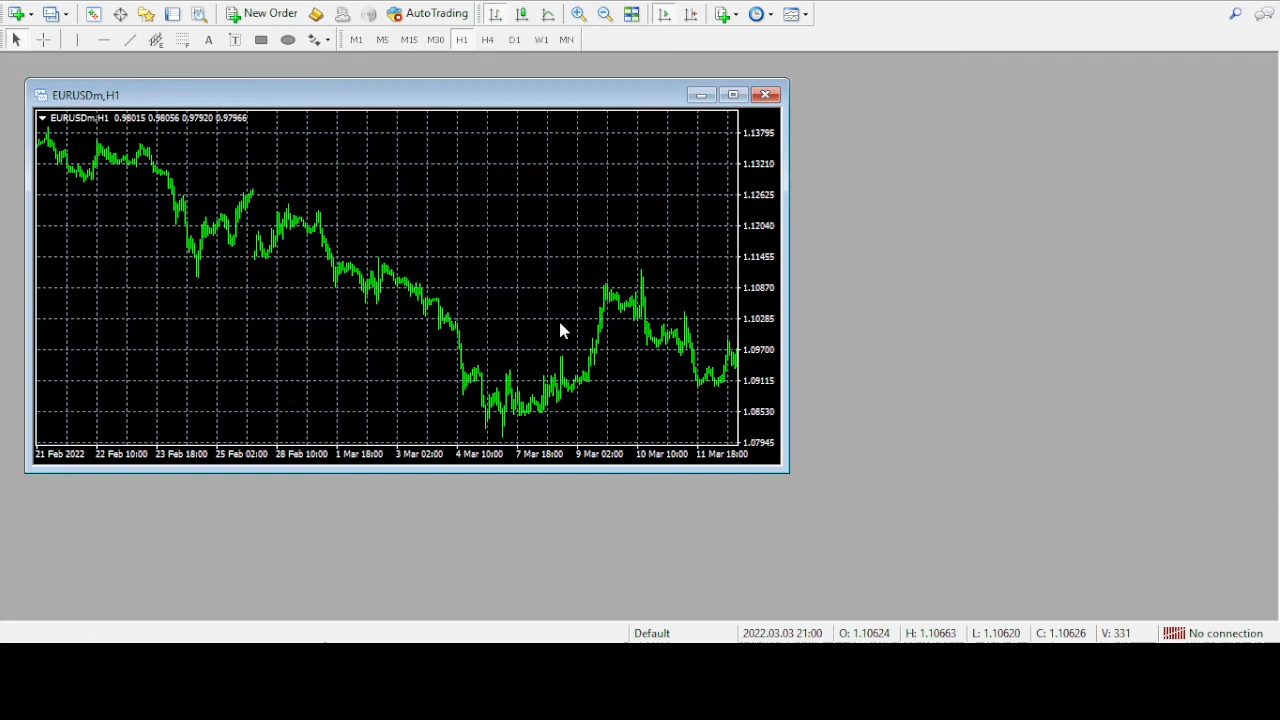 New Order AutoTrading
A T M1 M5 M15 M30 H1 H4 D1 W1 MN
EURUSDm,H1
EURUSDm,H1 0.98015 0.98056 0.97920 0.97966
1.13795
1.13210
1.12625
1.12040
1.11455
1.10870
1.10285
1.09700
1.09115
1.08530
1.07945
21 Feb 2022 22 Feb 10:00 23 Feb 18:00 25 Feb 02:00 28 Feb 10:00 1 Mar 18:00 3 Mar 02:00 4 Mar 10:00 7 Mar 18:00 9 Mar 02:00 10 Mar 10:00 11 Mar 18:00
Default 2022.03.03 21:00 O: 1.10624 H: 1.10663 L: 1.10620 C: 1.10626 V: 331 No connection